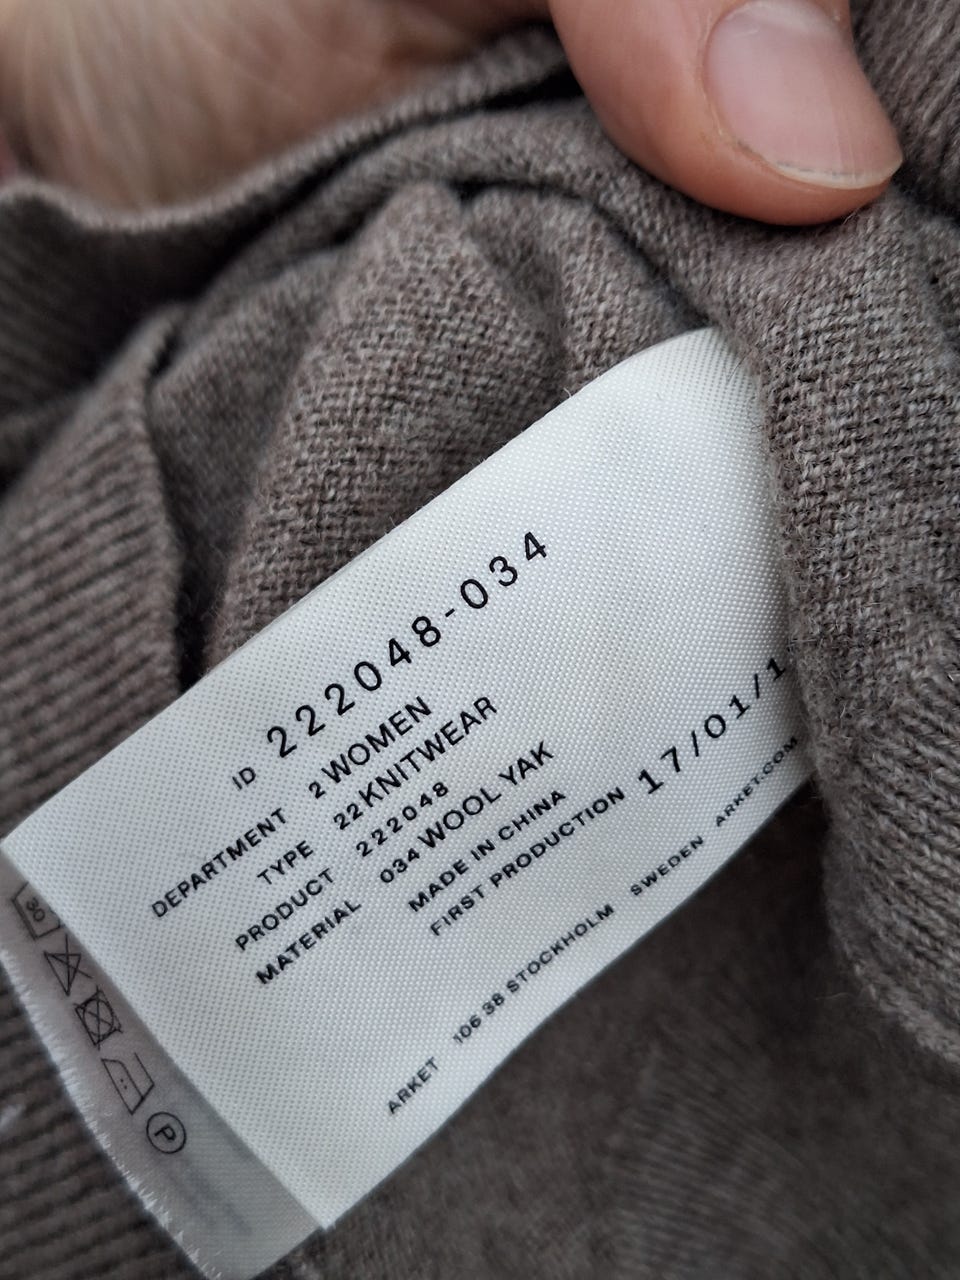 ID 222048-034
DEPARTMENT 2 WOMEN
TYPE 22 KNITWEAR
PRODUCT 222048
MATERIAL 034 WOOL YAK
MADE IN CHINA
FIRST PRODUCTION 17/01/1
ARKET 106 38 STOCKHOLM SWEDEN ARKET.COM
30
P